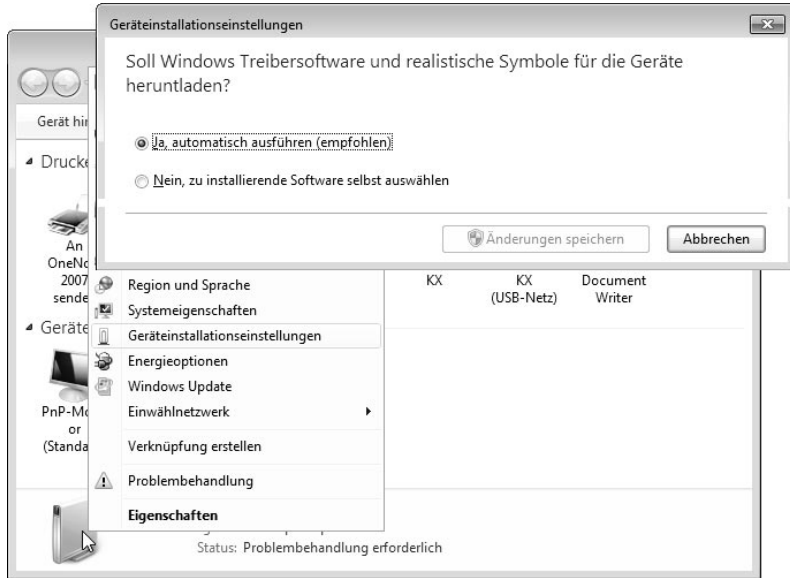 Geräteinstallationseinstellungen
Soll Windows Treibersoftware und realistische Symbole für die Geräte
heruntladen?
Ja, automatisch ausführen (empfohlen)
Nein, zu installierende Software selbst auswählen
Änderungen speichern
Abbrechen
Gerät hin
Drucke
An
OneNo
2007
sende
KX
KX
(USB-Netz)
Document
Writer
Geräte
PnP-Mo
or
(Standa
Region und Sprache
Systemeigenschaften
Geräteinstallationseinstellungen
Energieoptionen
Windows Update
Einwählnetzwerk
Verknüpfung erstellen
Problembehandlung
Eigenschaften
Status: Problembehandlung erforderlich